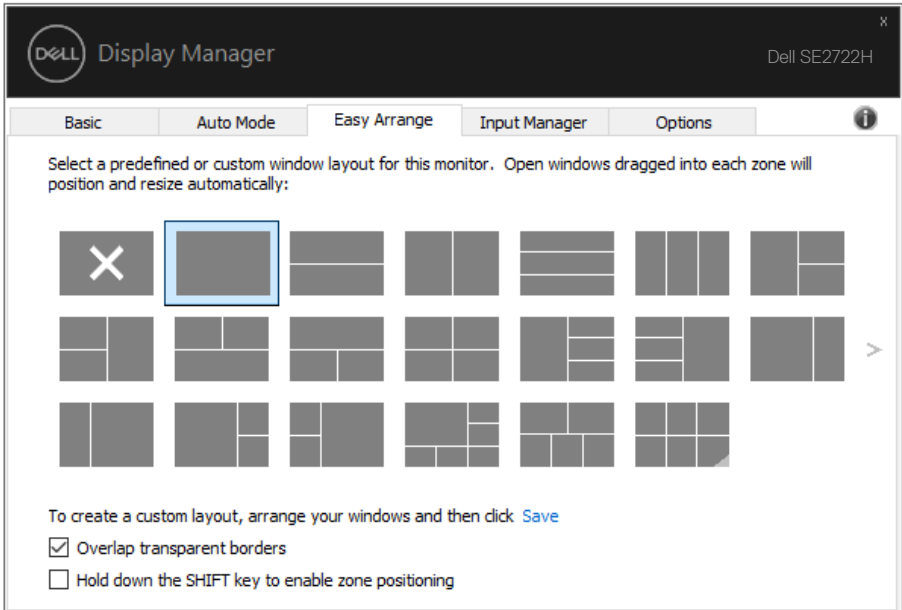 x
DELL Display Manager
Dell SE2722H
Basic Auto Mode Easy Arrange Input Manager Options i
Select a predefined or custom window layout for this monitor. Open windows dragged into each zone will
position and resize automatically:
>
To create a custom layout, arrange your windows and then click Save
Overlap transparent borders
Hold down the SHIFT key to enable zone positioning